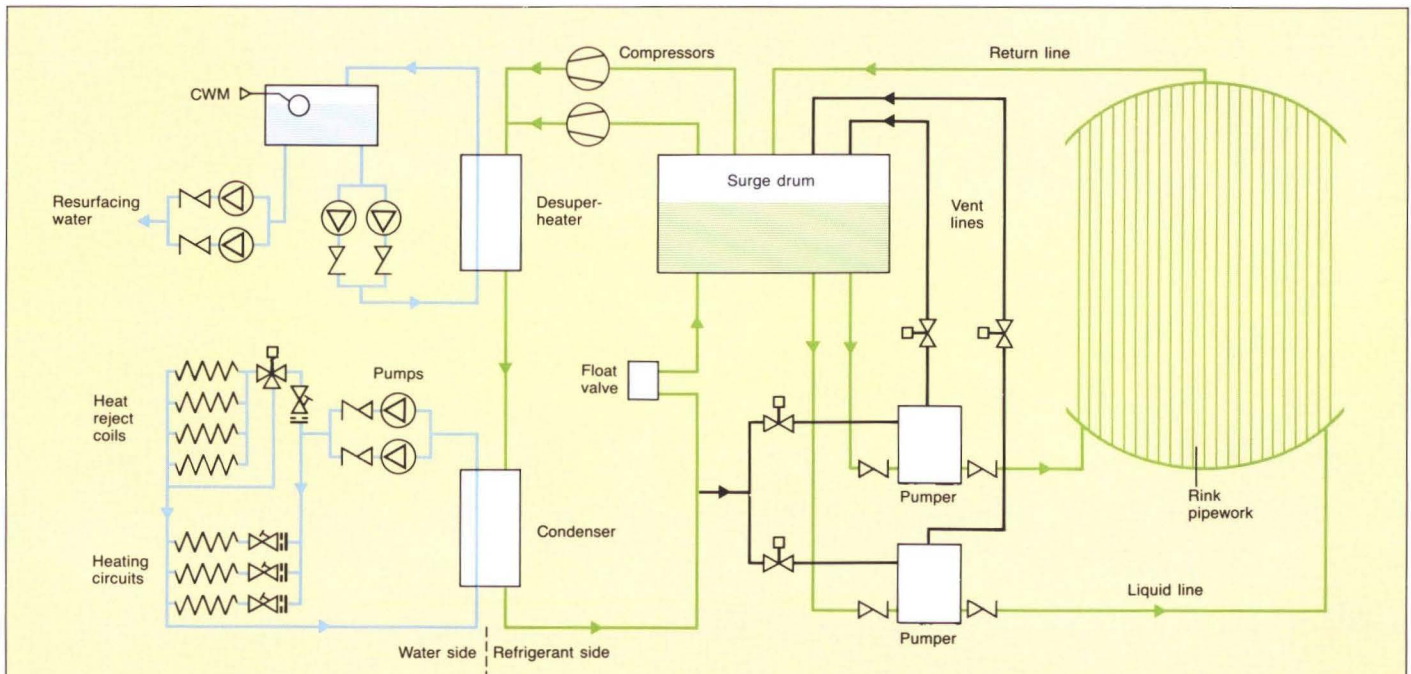 Compressors
Return line
CWM
Surge drum
Resurfacing
water
Desuper-
heater
Vent
lines
Pumps
Float
valve
Heat
reject
coils
Pumper
Rink
pipework
Condenser
Heating
circuits
Liquid line
Pumper
Water side
Refrigerant side